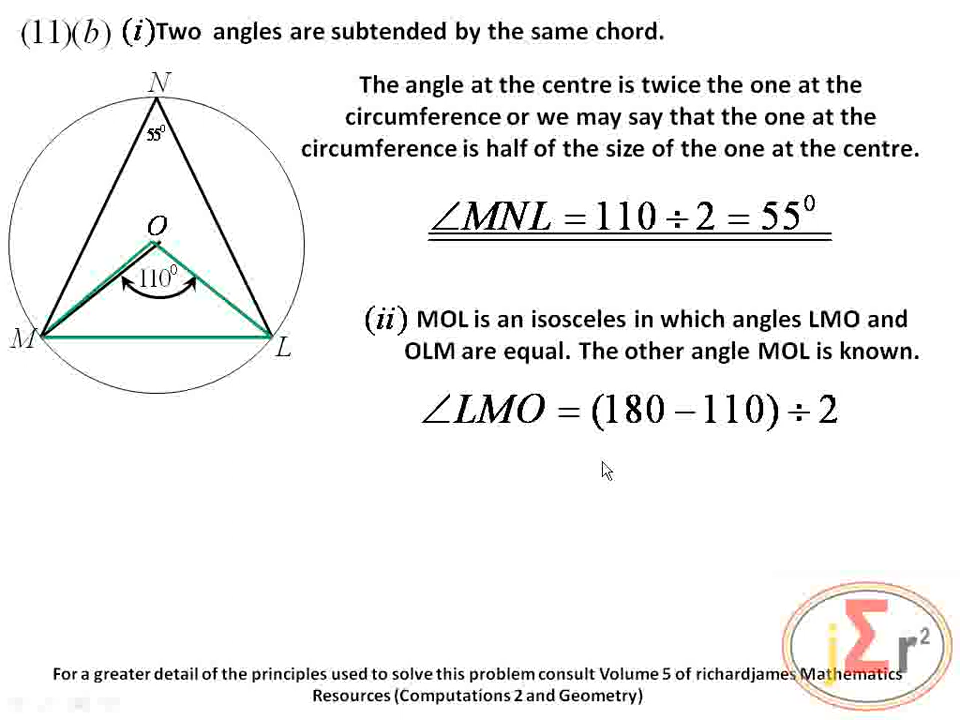 (11)(b) (i) Two angles are subtended by the same chord.
The angle at the centre is twice the one at the
circumference or we may say that the one at the
circumference is half of the size of the one at the centre.
∠MNL = 110 ÷ 2 = 55⁰
N
55⁰
O
110⁰
M
L
(ii) MOL is an isosceles in which angles LMO and
OLM are equal. The other angle MOL is known.
∠LMO = (180 − 110) ÷ 2
jΣr²
For a greater detail of the principles used to solve this problem consult Volume 5 of richardjames Mathematics
Resources (Computations 2 and Geometry)